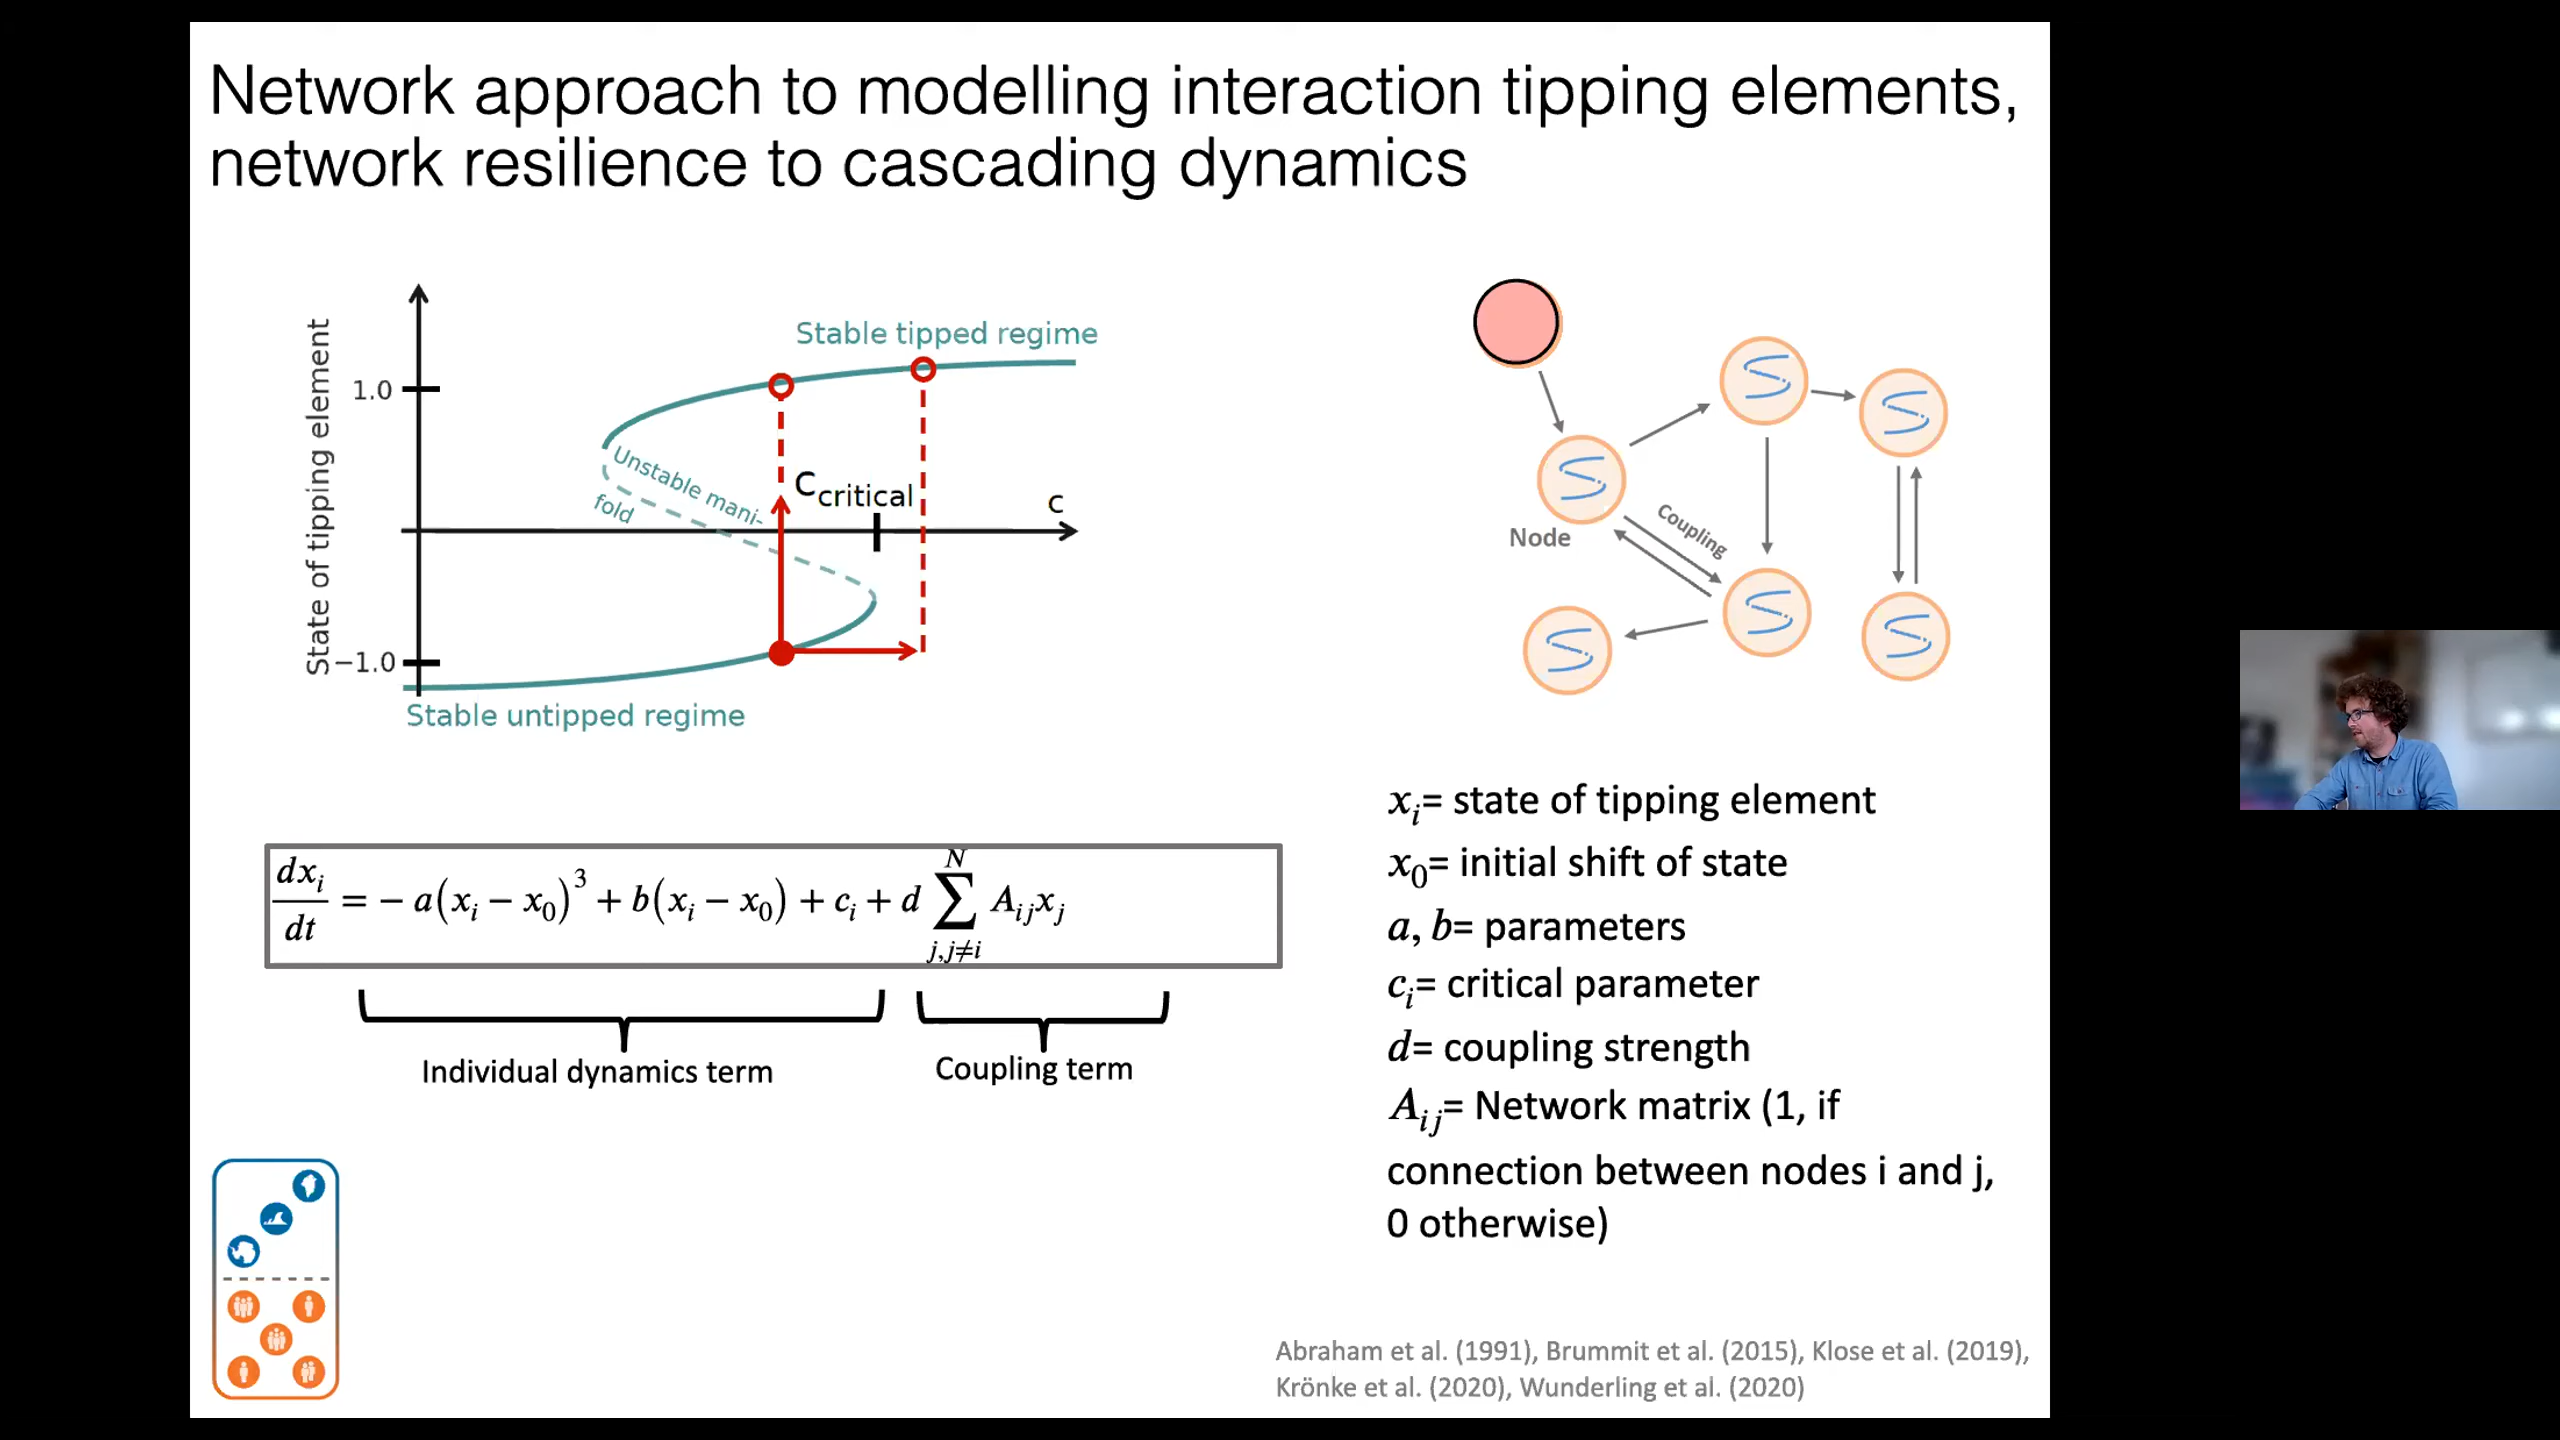 Network approach to modelling interaction tipping elements,
network resilience to cascading dynamics
State of tipping element
1.0
−1.0
Stable tipped regime
Unstable mani-
fold
Ccritical
c
Stable untipped regime
Node
Coupling
dxᵢ/dt = − a(xᵢ − x₀)³ + b(xᵢ − x₀) + cᵢ + d ∑ᴺ j,j≠i Aᵢⱼxⱼ
Individual dynamics term
Coupling term
xᵢ= state of tipping element
x₀= initial shift of state
a, b= parameters
cᵢ= critical parameter
d= coupling strength
Aᵢⱼ= Network matrix (1, if
connection between nodes i and j,
0 otherwise)
Abraham et al. (1991), Brummit et al. (2015), Klose et al. (2019),
Krönke et al. (2020), Wunderling et al. (2020)